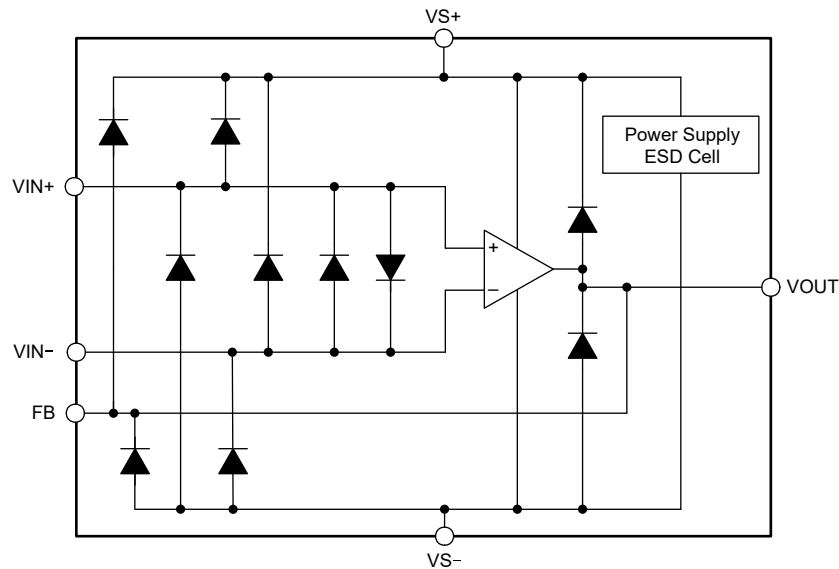 VS+
Power Supply
ESD Cell
VIN+
+
−
VOUT
VIN−
FB
VS−